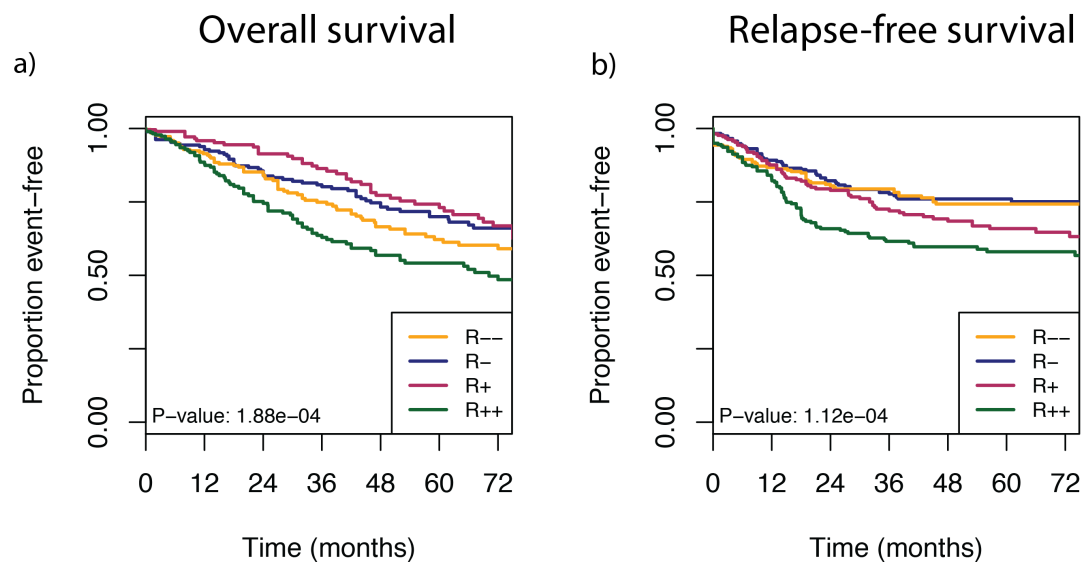 Overall survival
a)
Proportion event−free
1.00
0.50
0.00
R−−
R−
R+
R++
P−value: 1.88e−04
0 12 24 36 48 60 72
Time (months)
Relapse-free survival
b)
Proportion event−free
1.00
0.50
0.00
R−−
R−
R+
R++
P−value: 1.12e−04
0 12 24 36 48 60 72
Time (months)